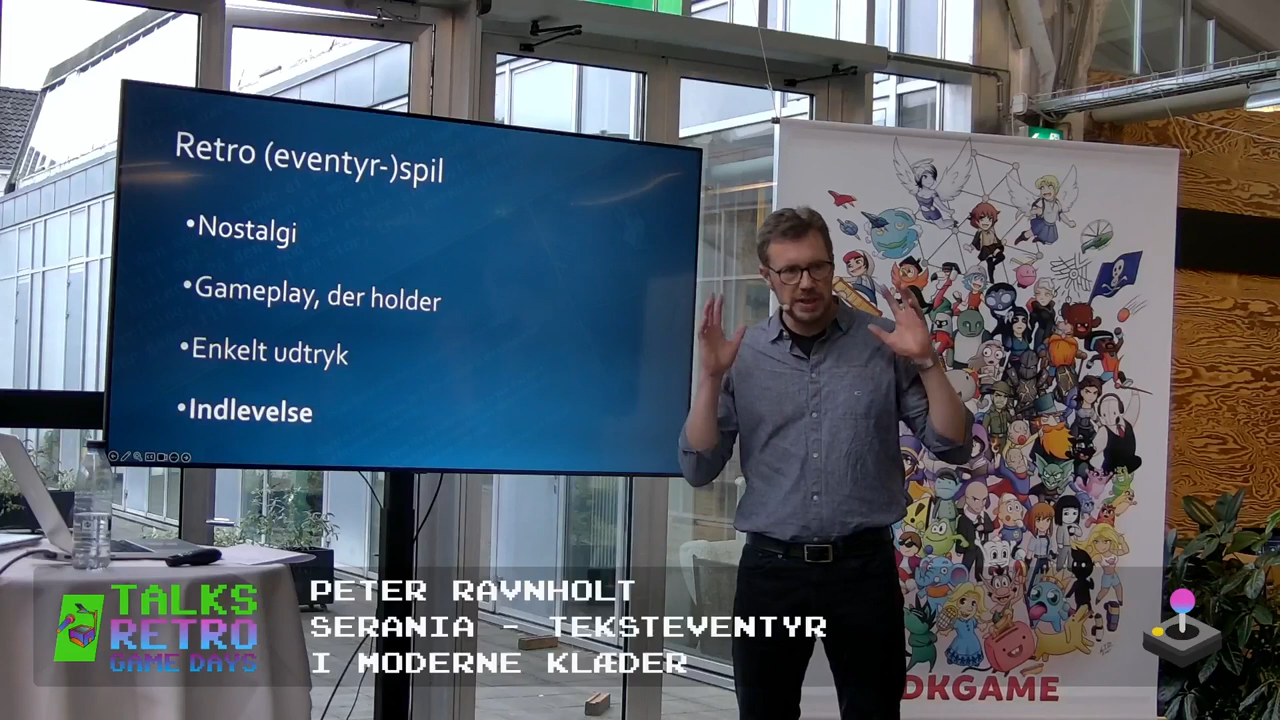 Retro (eventyr-)spil
•Nostalgi
•Gameplay, der holder
•Enkelt udtryk
•Indlevelse
TALKS
RETRO
GAME DAYS
PETER RAVNHOLT
SERANIA - TEKSTEVENTYR
I MODERNE KLÆDER
DKGAME